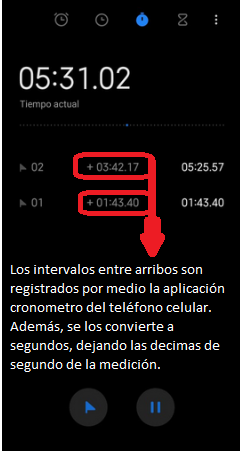 05:31.02
Tiempo actual
02 + 03:42.17 05:25.57
01 + 01:43.40 01:43.40
Los intervalos entre arribos son
registrados por medio la aplicación
cronometro del teléfono celular.
Además, se los convierte a
segundos, dejando las decimas de
segundo de la medición.